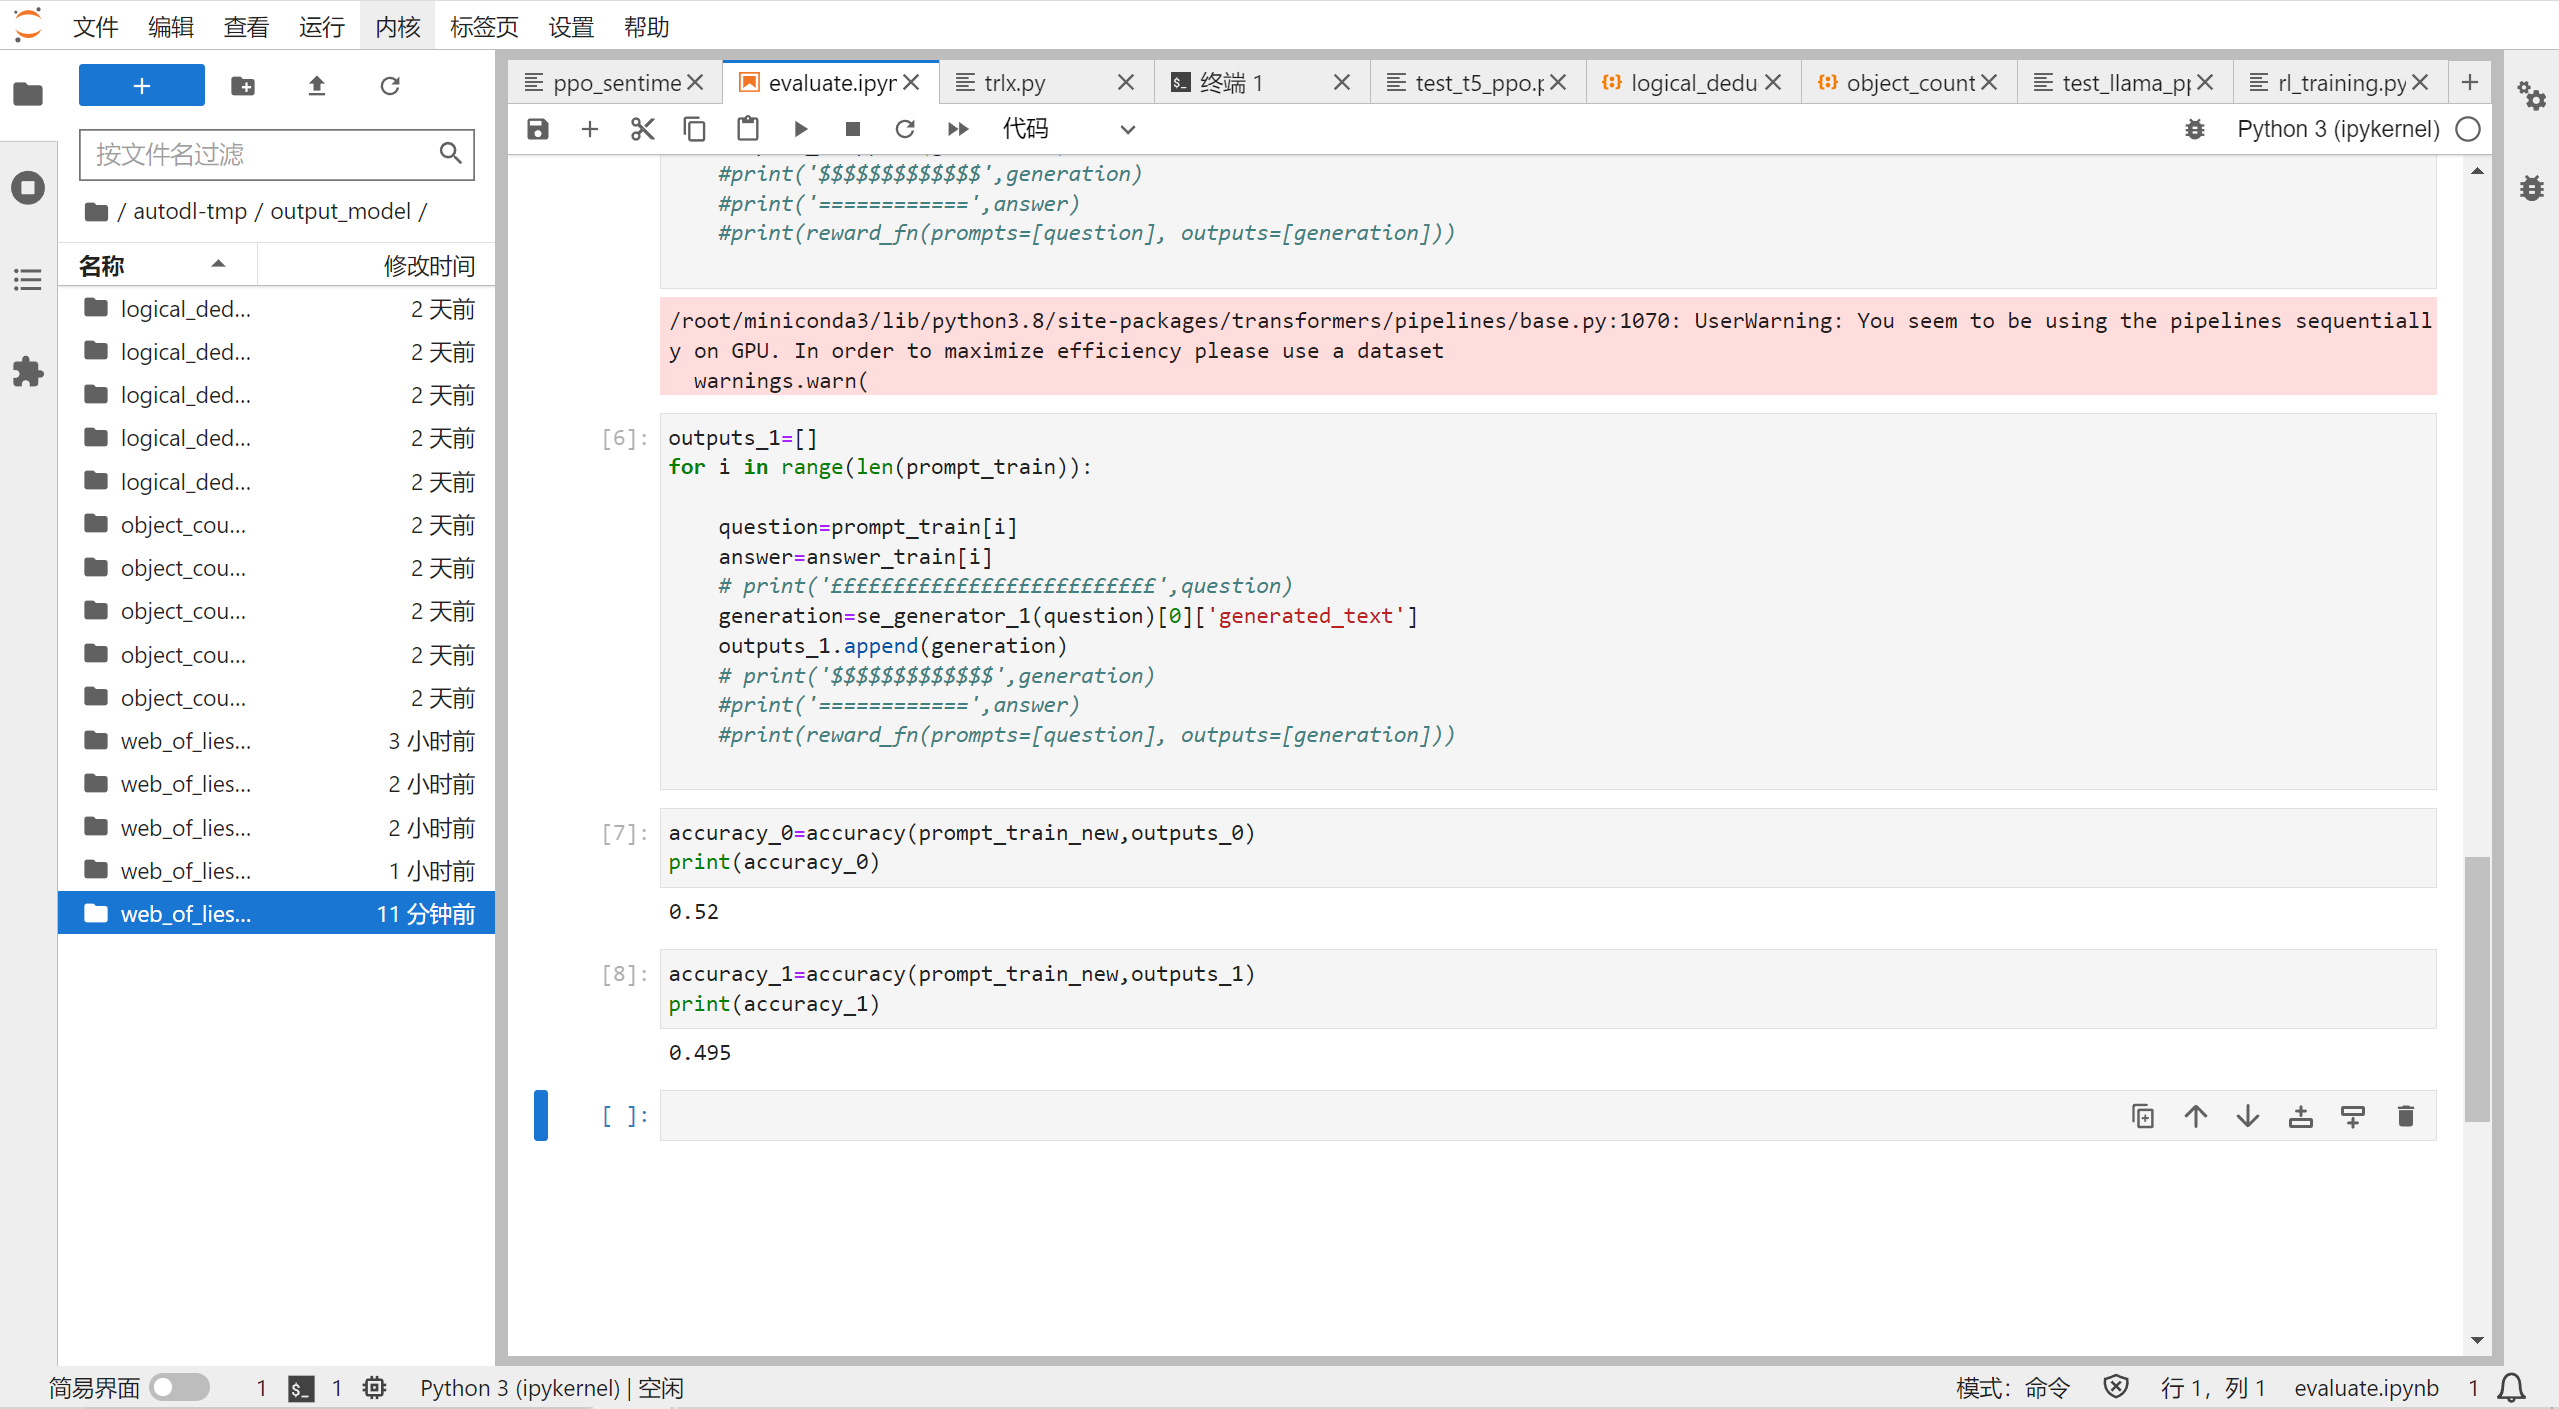 文件 编辑 查看 运行 内核 标签页 设置 帮助
ppo_sentime evaluate.ipyr trlx.py 终端 1 test_t5_ppo.p logical_dedu object_count test_llama_pp rl_training.py
代码 Python 3 (ipykernel)
按文件名过滤
/ autodl-tmp / output_model /
名称 修改时间
logical_ded... 2 天前
logical_ded... 2 天前
logical_ded... 2 天前
logical_ded... 2 天前
logical_ded... 2 天前
object_cou... 2 天前
object_cou... 2 天前
object_cou... 2 天前
object_cou... 2 天前
object_cou... 2 天前
web_of_lies... 3 小时前
web_of_lies... 2 小时前
web_of_lies... 2 小时前
web_of_lies... 1 小时前
web_of_lies... 11 分钟前
#print('$$$$$$$$$$$$$',generation)
#print('============',answer)
#print(reward_fn(prompts=[question], outputs=[generation]))
/root/miniconda3/lib/python3.8/site-packages/transformers/pipelines/base.py:1070: UserWarning: You seem to be using the pipelines sequentiall
y on GPU. In order to maximize efficiency please use a dataset
warnings.warn(
[6]: outputs_1=[]
for i in range(len(prompt_train)):
question=prompt_train[i]
answer=answer_train[i]
# print('££££££££££££££££££££££££££',question)
generation=se_generator_1(question)[0]['generated_text']
outputs_1.append(generation)
# print('$$$$$$$$$$$$$',generation)
#print('============',answer)
#print(reward_fn(prompts=[question], outputs=[generation]))
[7]: accuracy_0=accuracy(prompt_train_new,outputs_0)
print(accuracy_0)
0.52
[8]: accuracy_1=accuracy(prompt_train_new,outputs_1)
print(accuracy_1)
0.495
[ ]:
简易界面 1 1 Python 3 (ipykernel) | 空闲 模式：命令 行 1，列 1 evaluate.ipynb 1